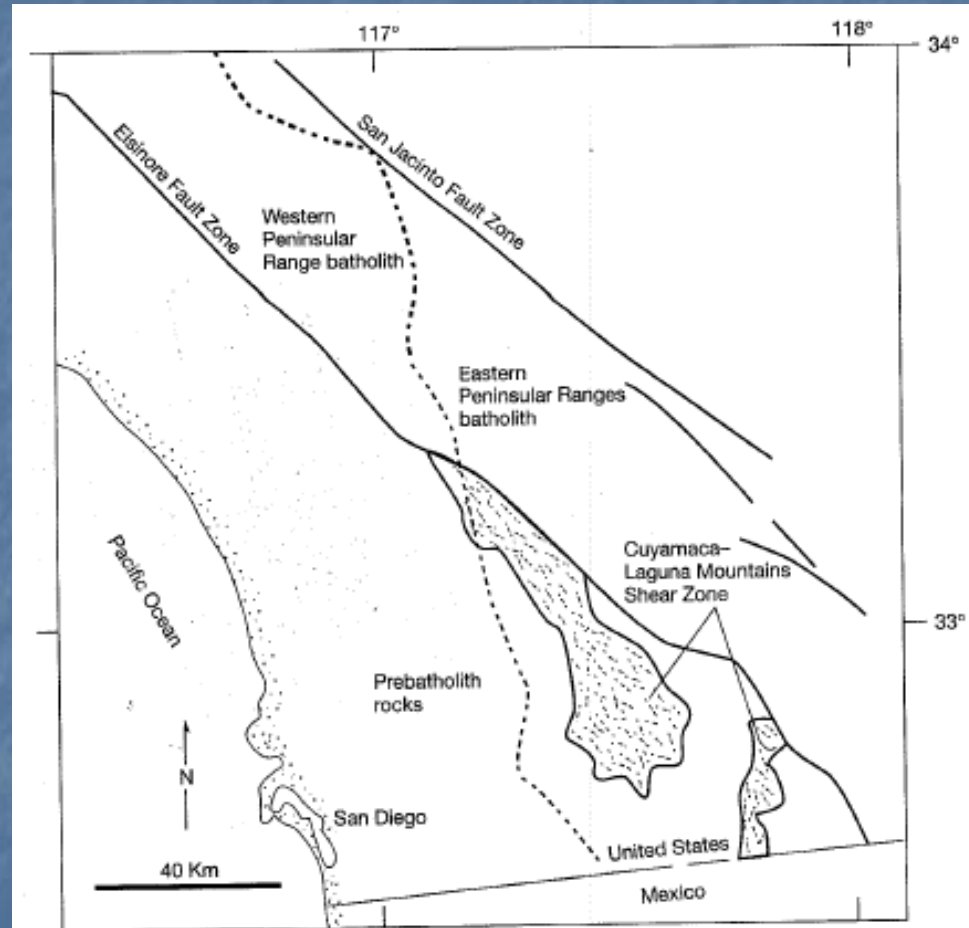 117°
118°
34°
Elsinore Fault Zone
San Jacinto Fault Zone
Western
Peninsular
Range batholith
Eastern
Peninsular Ranges
batholith
Pacific Ocean
Cuyamaca–
Laguna Mountains
Shear Zone
33°
Prebatholith
rocks
N
San Diego
40 Km
United States
Mexico